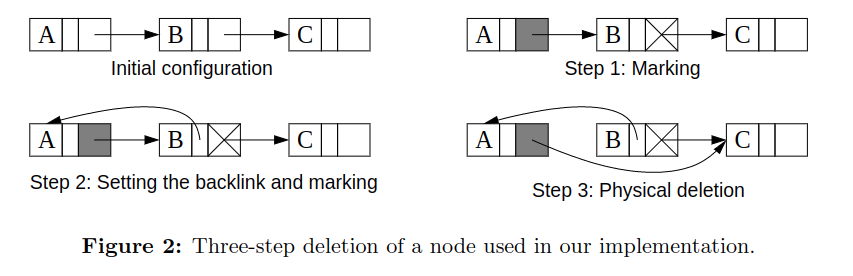 A B C
Initial configuration
A B C
Step 1: Marking
A B C
Step 2: Setting the backlink and marking
A B C
Step 3: Physical deletion
Figure 2: Three-step deletion of a node used in our implementation.